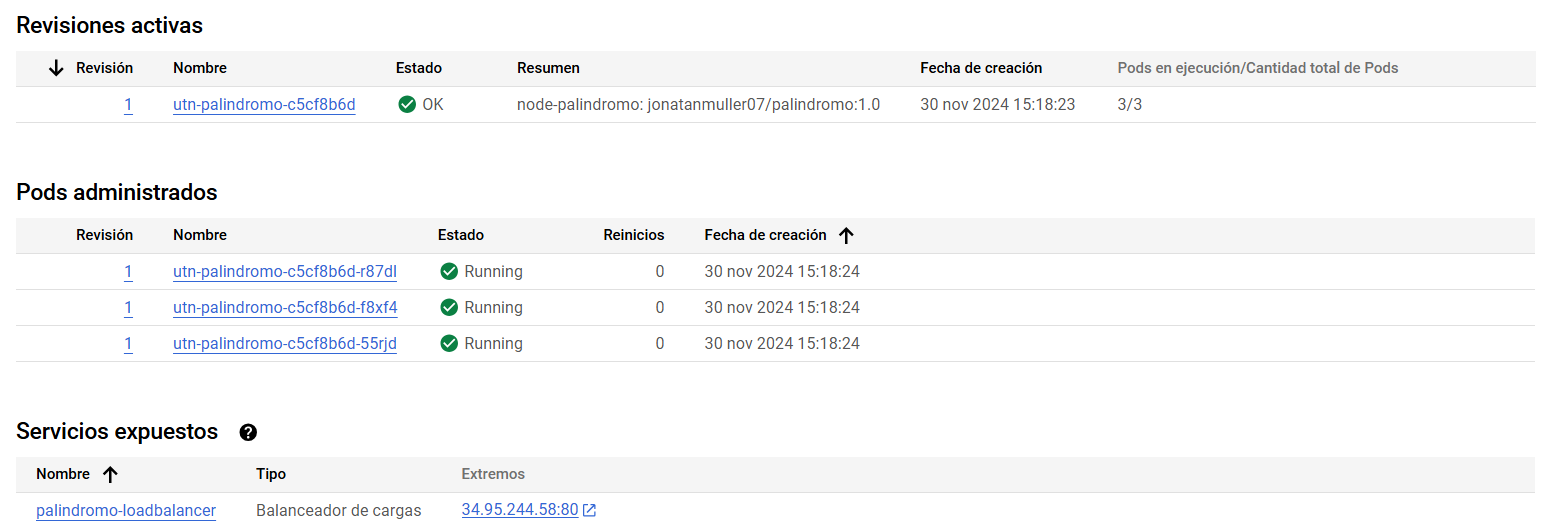 Revisiones activas
Revisión Nombre Estado Resumen Fecha de creación Pods en ejecución/Cantidad total de Pods
1 utn-palindromo-c5cf8b6d OK node-palindromo: jonatanmuller07/palindromo:1.0 30 nov 2024 15:18:23 3/3
Pods administrados
Revisión Nombre Estado Reinicios Fecha de creación
1 utn-palindromo-c5cf8b6d-r87dl Running 0 30 nov 2024 15:18:24
1 utn-palindromo-c5cf8b6d-f8xf4 Running 0 30 nov 2024 15:18:24
1 utn-palindromo-c5cf8b6d-55rjd Running 0 30 nov 2024 15:18:24
Servicios expuestos ?
Nombre Tipo Extremos
palindromo-loadbalancer Balanceador de cargas 34.95.244.58:80